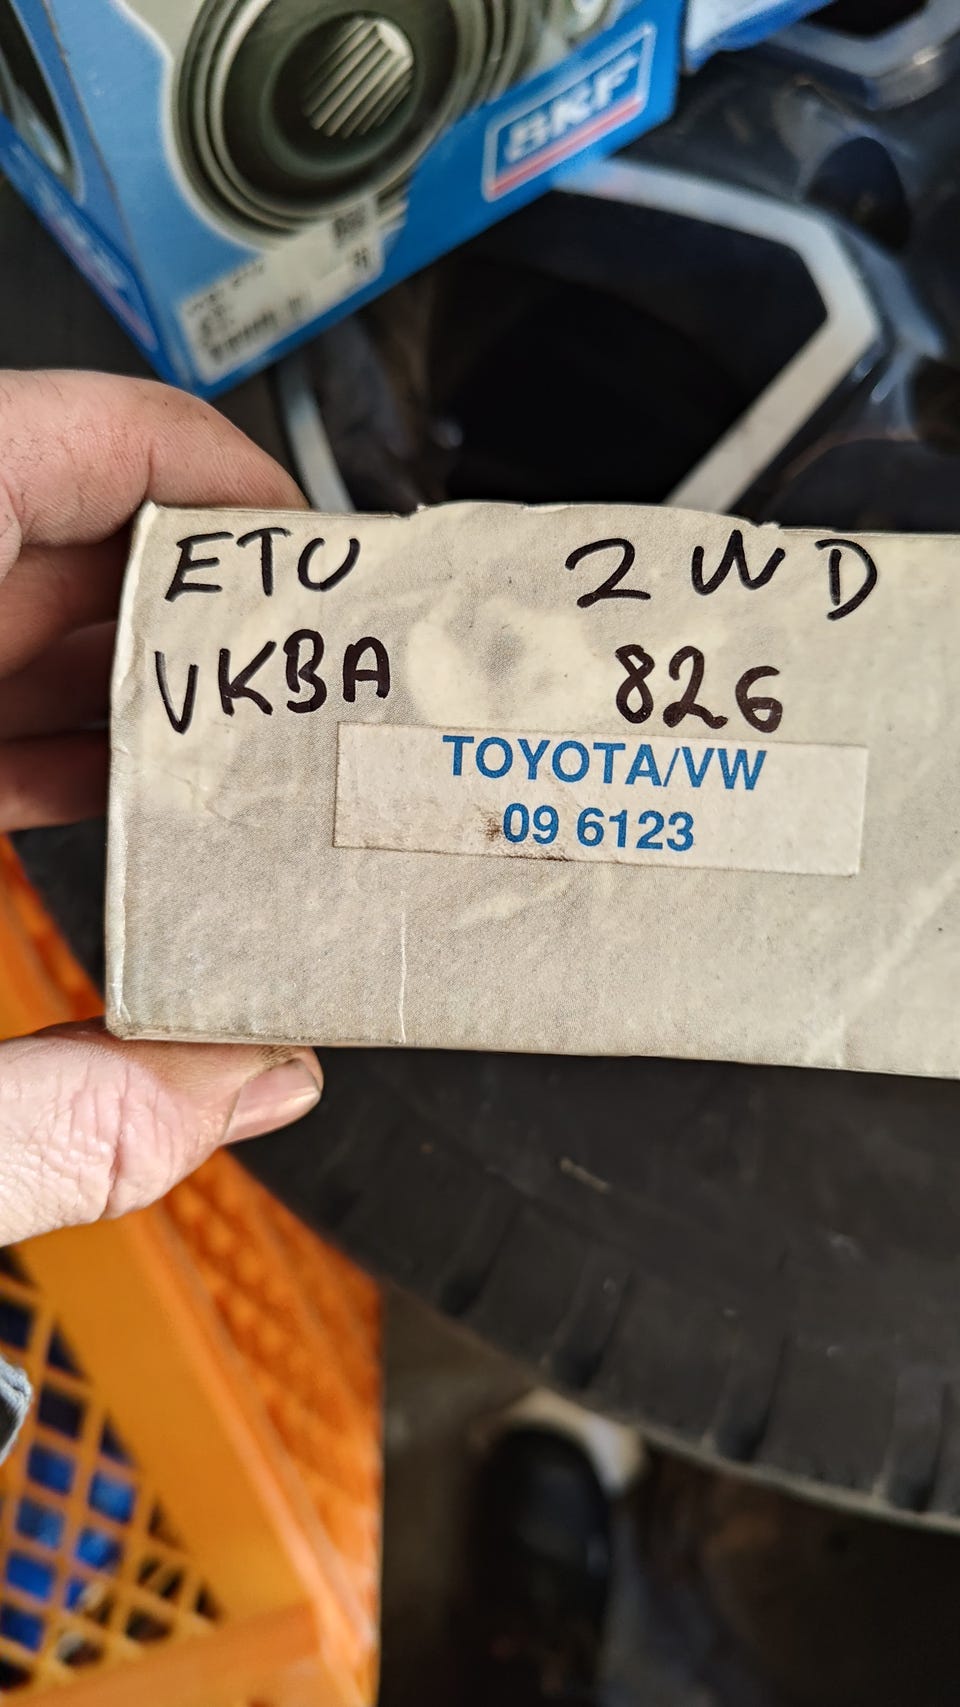 SKF
ETU 2WD
VKBA 826
TOYOTA/VW
09 6123